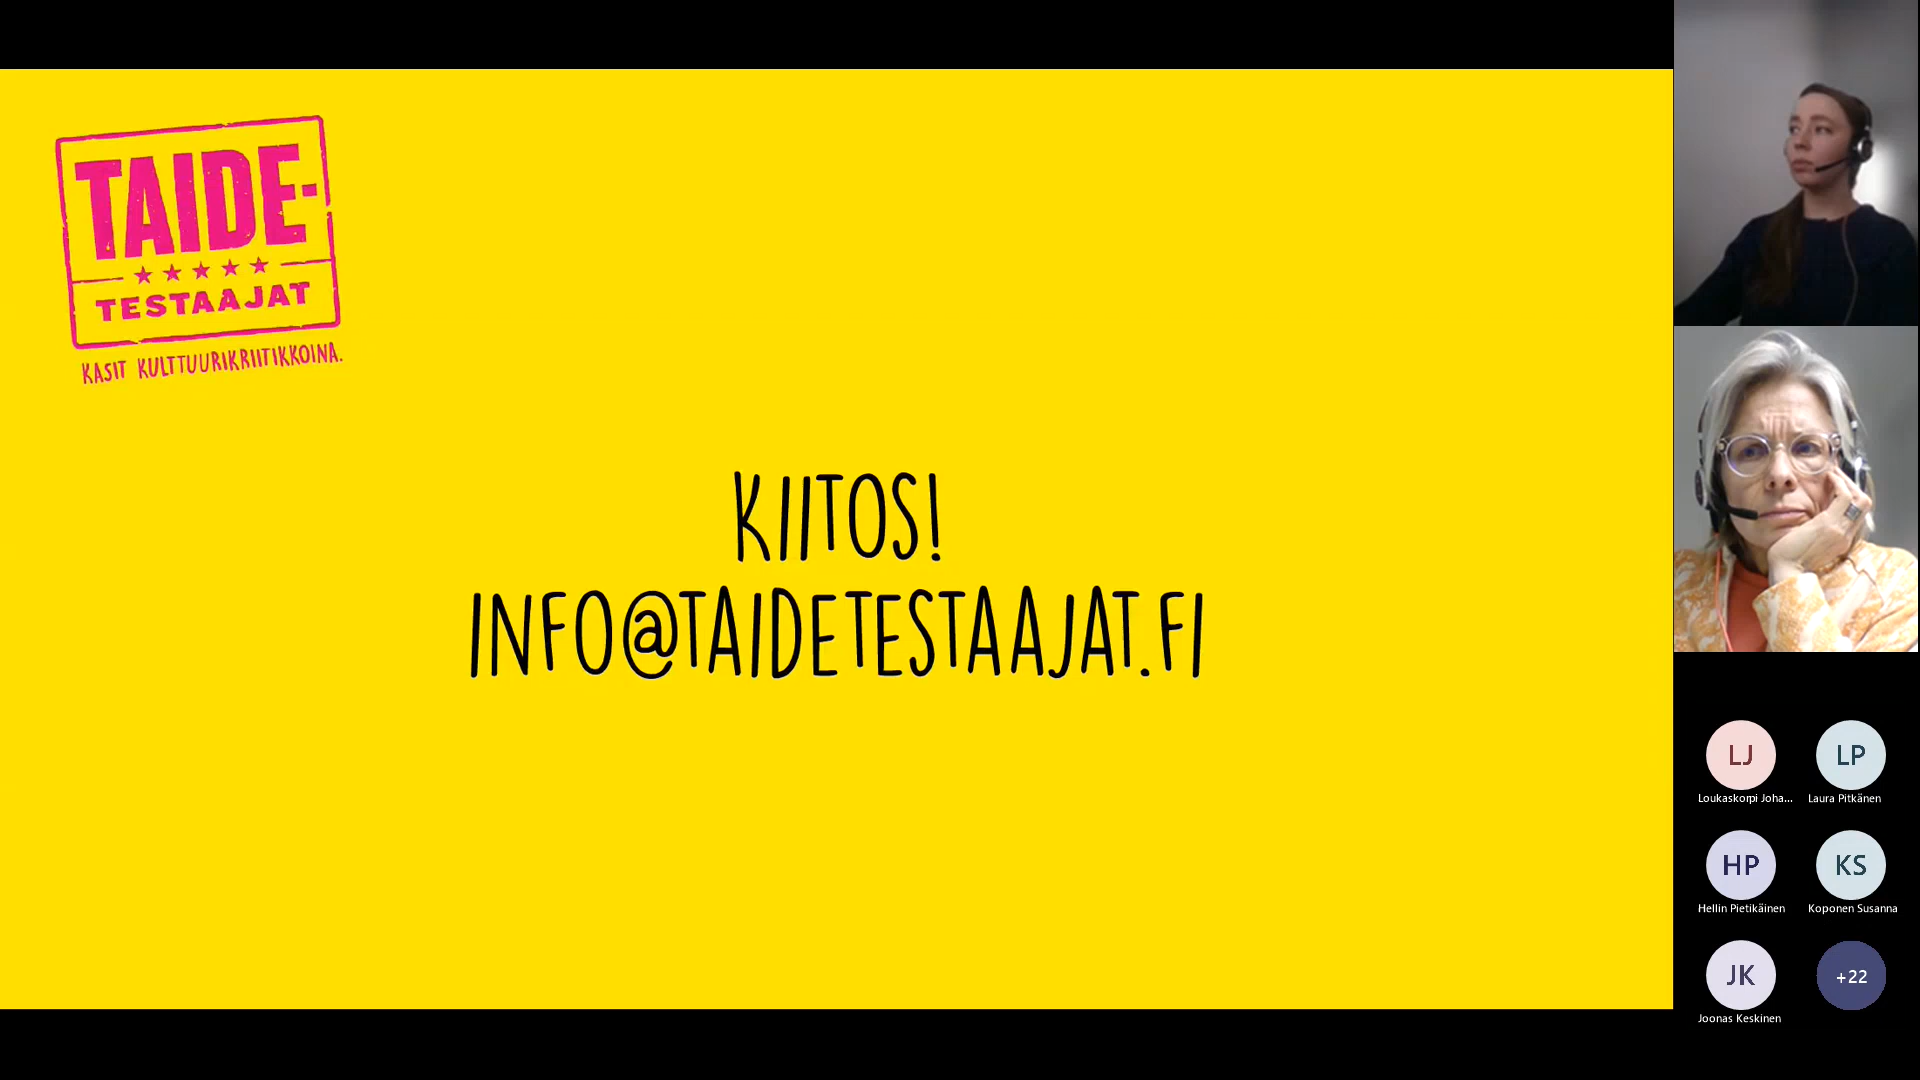 TAIDE-
TESTAAJAT
KASIT KULTTUURIKRIITIKKOINA.
KIITOS!
INFO@TAIDETESTAAJAT.FI
LJ
Loukaskorpi Joha...
LP
Laura Pitkänen
HP
Hellin Pietikäinen
KS
Koponen Susanna
JK
Joonas Keskinen
+22